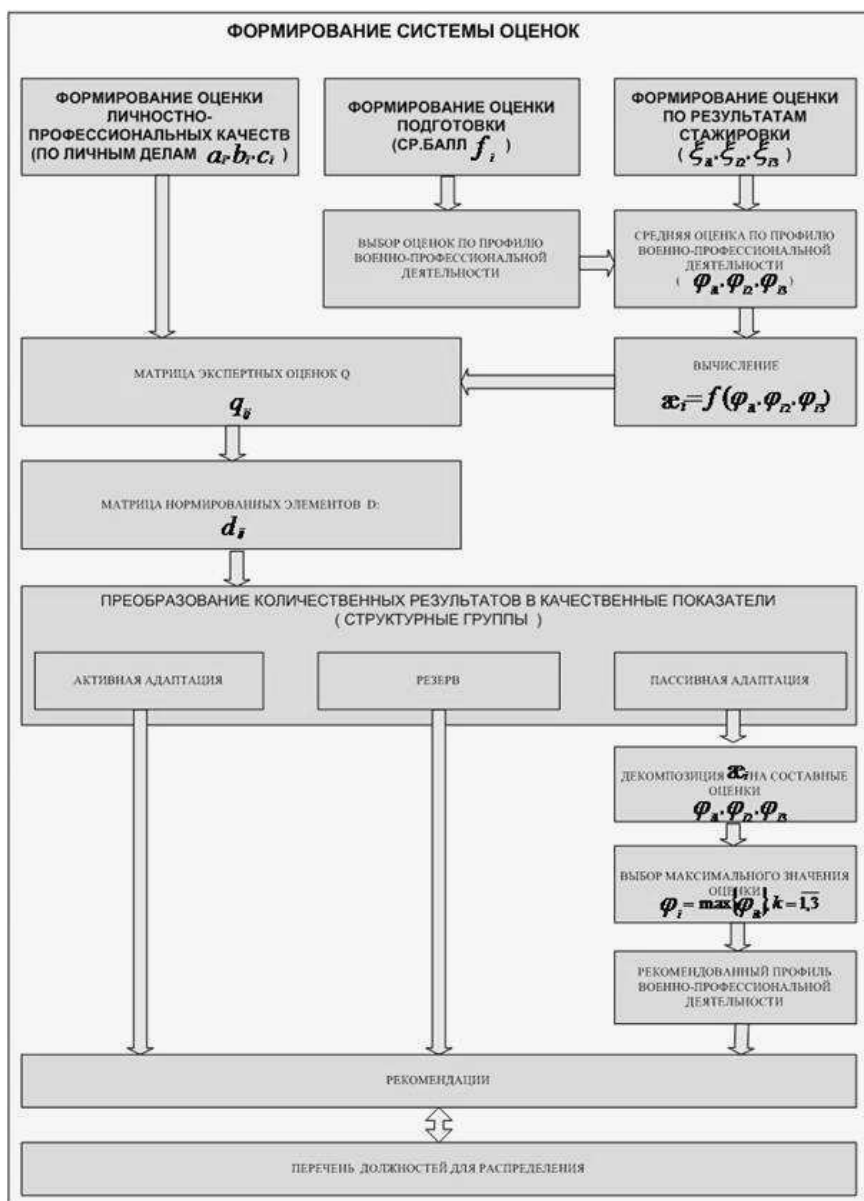 ФОРМИРОВАНИЕ СИСТЕМЫ ОЦЕНОК
ФОРМИРОВАНИЕ ОЦЕНКИ
ЛИЧНОСТНО-
ПРОФЕССИОНАЛЬНЫХ КАЧЕСТВ
(ПО ЛИЧНЫМ ДЕЛАМ aᵢ, bᵢ, cᵢ )
ФОРМИРОВАНИЕ ОЦЕНКИ
ПОДГОТОВКИ
(СР.БАЛЛ fᵢ )
ФОРМИРОВАНИЕ ОЦЕНКИ
ПО РЕЗУЛЬТАТАМ
СТАЖИРОВКИ
( ξᵢ₁, ξᵢ₂, ξᵢ₃ )
ВЫБОР ОЦЕНОК ПО ПРОФИЛЮ
ВОЕННО-ПРОФЕССИОНАЛЬНОЙ
ДЕЯТЕЛЬНОСТИ
СРЕДНЯЯ ОЦЕНКА ПО ПРОФИЛЮ
ВОЕННО-ПРОФЕССИОНАЛЬНОЙ
ДЕЯТЕЛЬНОСТИ
( φᵢ₁, φᵢ₂, φᵢ₃ )
МАТРИЦА ЭКСПЕРТНЫХ ОЦЕНОК Q
qᵢⱼ
ВЫЧИСЛЕНИЕ
æᵢ=f(φᵢ₁, φᵢ₂, φᵢ₃)
МАТРИЦА НОРМИРОВАННЫХ ЭЛЕМЕНТОВ D:
dᵢⱼ
ПРЕОБРАЗОВАНИЕ КОЛИЧЕСТВЕННЫХ РЕЗУЛЬТАТОВ В КАЧЕСТВЕННЫЕ ПОКАЗАТЕЛИ
( СТРУКТУРНЫЕ ГРУППЫ )
АКТИВНАЯ АДАПТАЦИЯ
РЕЗЕРВ
ПАССИВНАЯ АДАПТАЦИЯ
ДЕКОМПОЗИЦИЯ æᵢ НА СОСТАВНЫЕ
ОЦЕНКИ
φᵢ₁, φᵢ₂, φᵢ₃
ВЫБОР МАКСИМАЛЬНОГО ЗНАЧЕНИЯ
ОЦЕНКИ
φᵢ = max{φᵢₖ}, k = 1,3
РЕКОМЕНДОВАННЫЙ ПРОФИЛЬ
ВОЕННО-ПРОФЕССИОНАЛЬНОЙ
ДЕЯТЕЛЬНОСТИ
РЕКОМЕНДАЦИИ
ПЕРЕЧЕНЬ ДОЛЖНОСТЕЙ ДЛЯ РАСПРЕДЕЛЕНИЯ